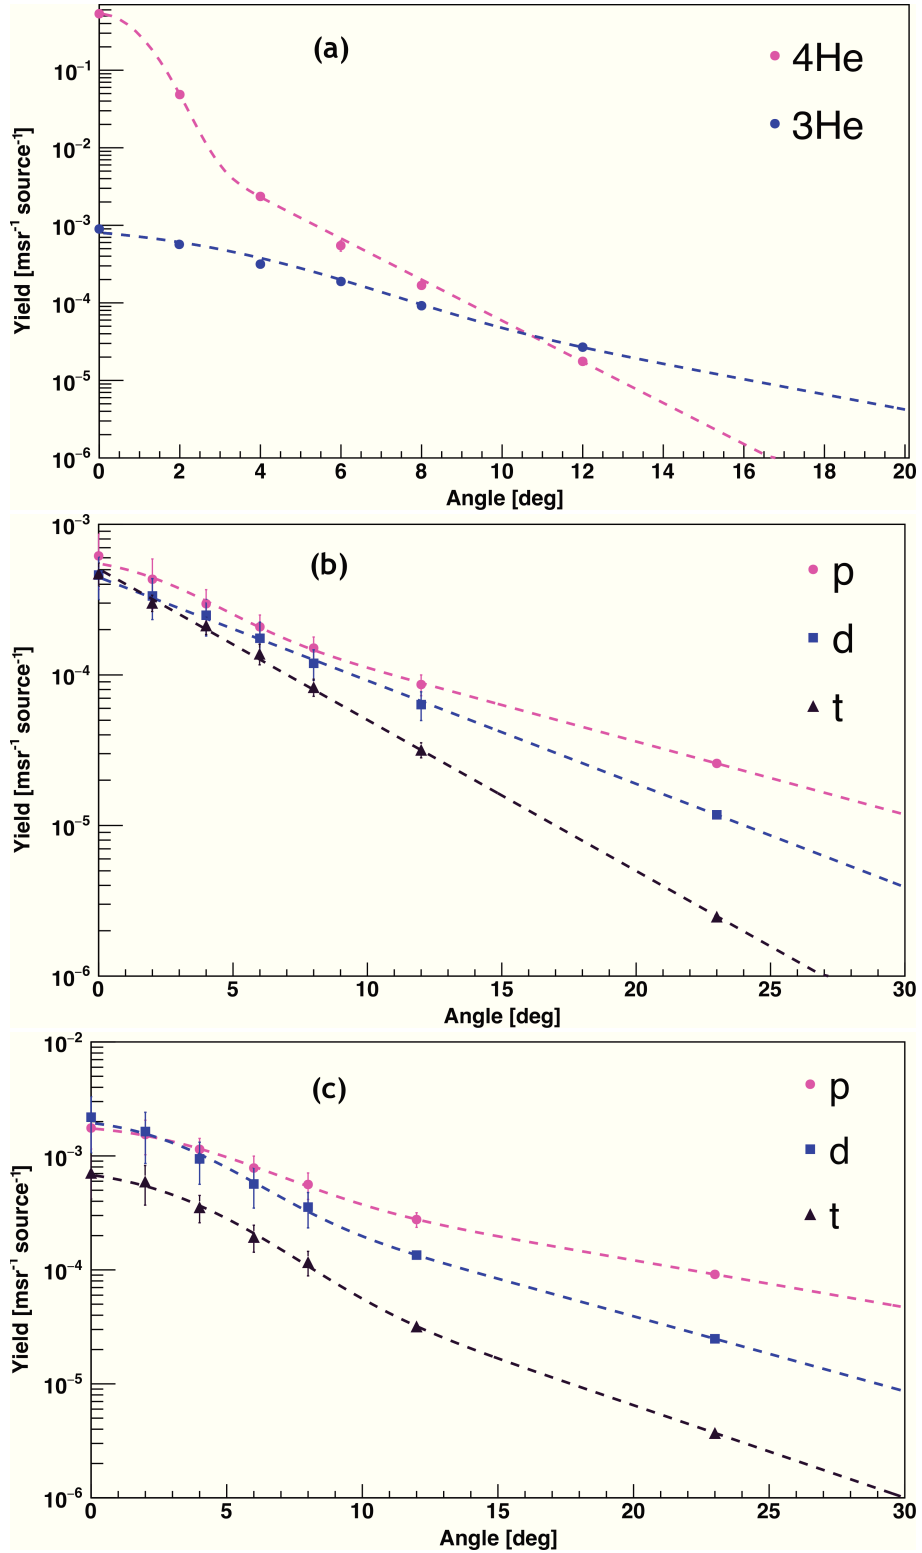 (a)
4He
3He
Yield [msr⁻¹ source⁻¹]
10⁻¹
10⁻²
10⁻³
10⁻⁴
10⁻⁵
10⁻⁶
0 2 4 6 8 10 12 14 16 18 20
Angle [deg]
(b)
p
d
t
Yield [msr⁻¹ source⁻¹]
10⁻³
10⁻⁴
10⁻⁵
10⁻⁶
0 5 10 15 20 25 30
Angle [deg]
(c)
p
d
t
Yield [msr⁻¹ source⁻¹]
10⁻²
10⁻³
10⁻⁴
10⁻⁵
10⁻⁶
0 5 10 15 20 25 30
Angle [deg]